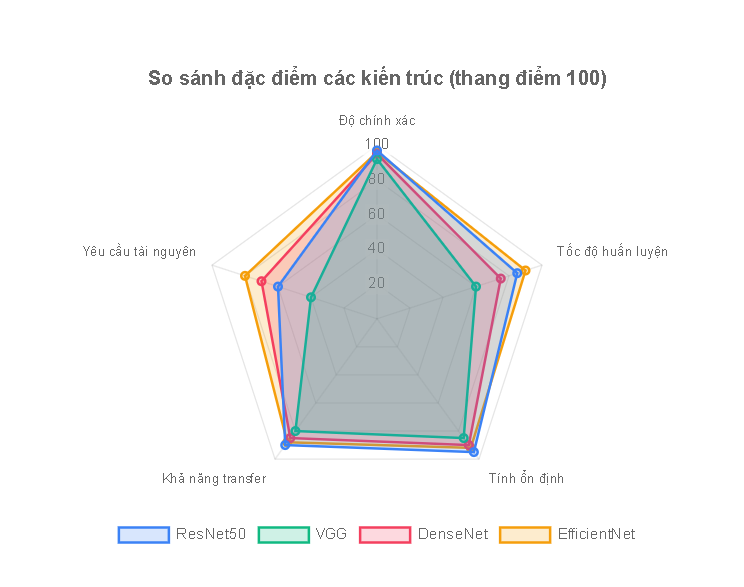 So sánh đặc điểm các kiến trúc (thang điểm 100)
Độ chính xác
100
80
60
40
20
Yêu cầu tài nguyên
Tốc độ huấn luyện
Khả năng transfer
Tính ổn định
ResNet50 VGG DenseNet EfficientNet